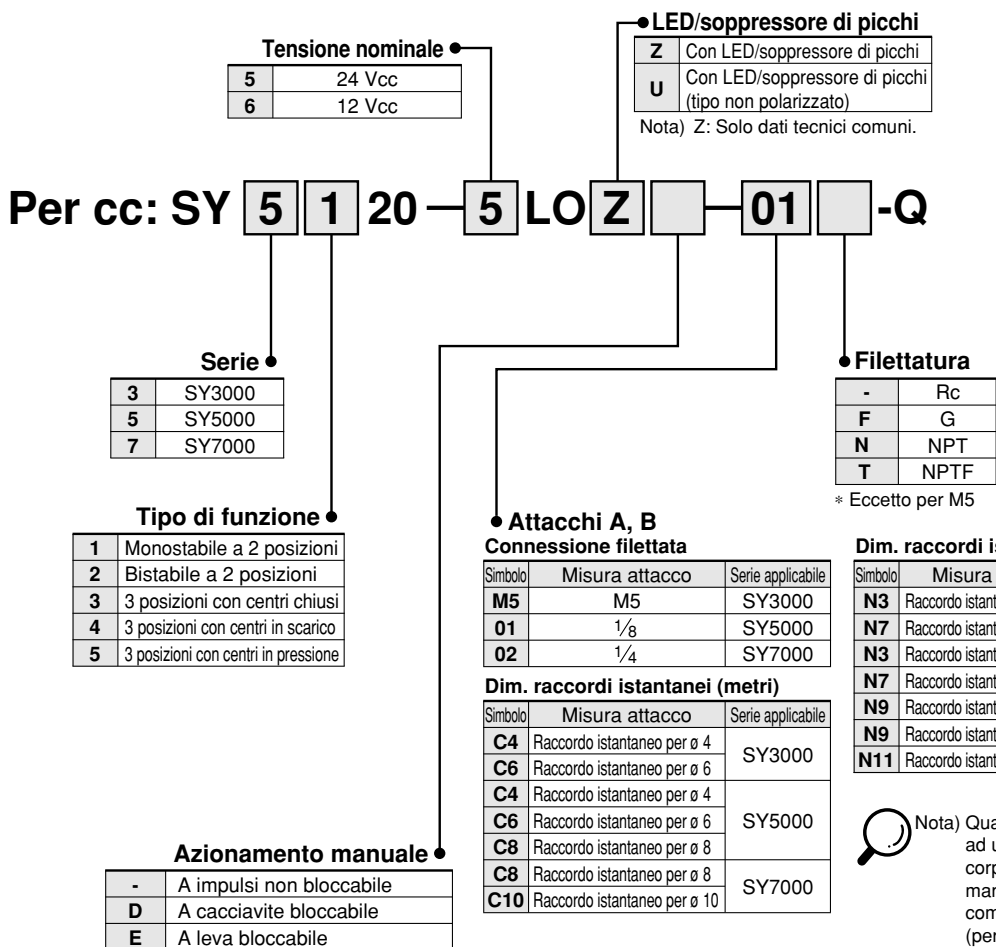 LED/soppressore di picchi
Z Con LED/soppressore di picchi
U Con LED/soppressore di picchi
(tipo non polarizzato)
Nota) Z: Solo dati tecnici comuni.
Tensione nominale
5 24 Vcc
6 12 Vcc
Per cc: SY 5 1 20 — 5 LO Z — 01 -Q
Serie
3 SY3000
5 SY5000
7 SY7000
Filettatura
- Rc
F G
N NPT
T NPTF
* Eccetto per M5
Tipo di funzione
1 Monostabile a 2 posizioni
2 Bistabile a 2 posizioni
3 3 posizioni con centri chiusi
4 3 posizioni con centri in scarico
5 3 posizioni con centri in pressione
Attacchi A, B
Connessione filettata
Simbolo Misura attacco Serie applicabile
M5 M5 SY3000
01 1/8 SY5000
02 1/4 SY7000
Dim. raccordi istantanei (metri)
Simbolo Misura attacco Serie applicabile
C4 Raccordo istantaneo per ø 4
C6 Raccordo istantaneo per ø 6
SY3000
C4 Raccordo istantaneo per ø 4
C6 Raccordo istantaneo per ø 6
C8 Raccordo istantaneo per ø 8
SY5000
C8 Raccordo istantaneo per ø 8
C10 Raccordo istantaneo per ø 10
SY7000
Dim. raccordi
Simbolo Misura
N3 Raccordo
N7 Raccordo
N3 Raccordo
N7 Raccordo
N9 Raccordo
N9 Raccordo
N11 Raccordo
Nota)
ad
(per
Azionamento manuale
- A impulsi non bloccabile
D A cacciavite bloccabile
E A leva bloccabile